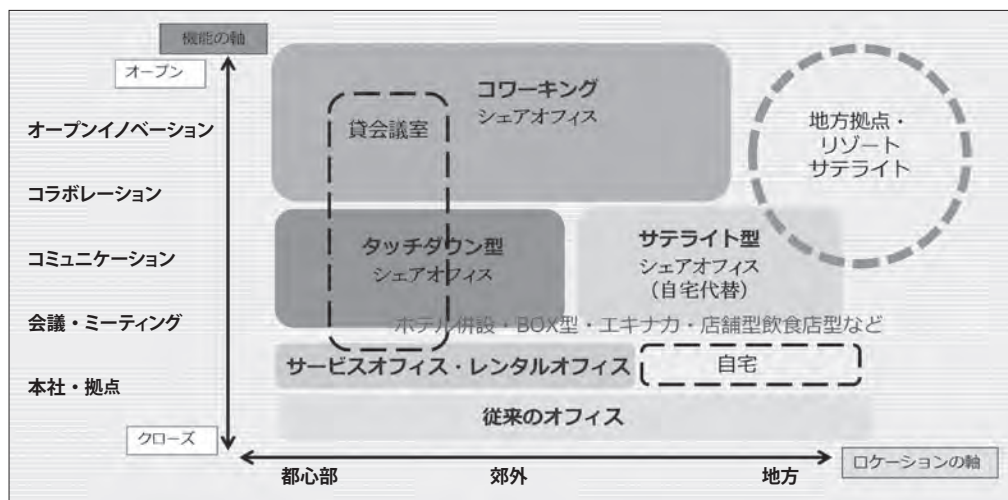 機能の軸
オープン
オープンイノベーション
コラボレーション
コミュニケーション
会議・ミーティング
本社・拠点
クローズ
コワーキング
シェアオフィス
貸会議室
地方拠点・
リゾート
サテライト
タッチダウン型
シェアオフィス
サテライト型
シェアオフィス
（自宅代替）
ホテル併設・BOX型・エキナカ・店舗型飲食店型など
サービスオフィス・レンタルオフィス
自宅
従来のオフィス
都心部
郊外
地方
ロケーションの軸